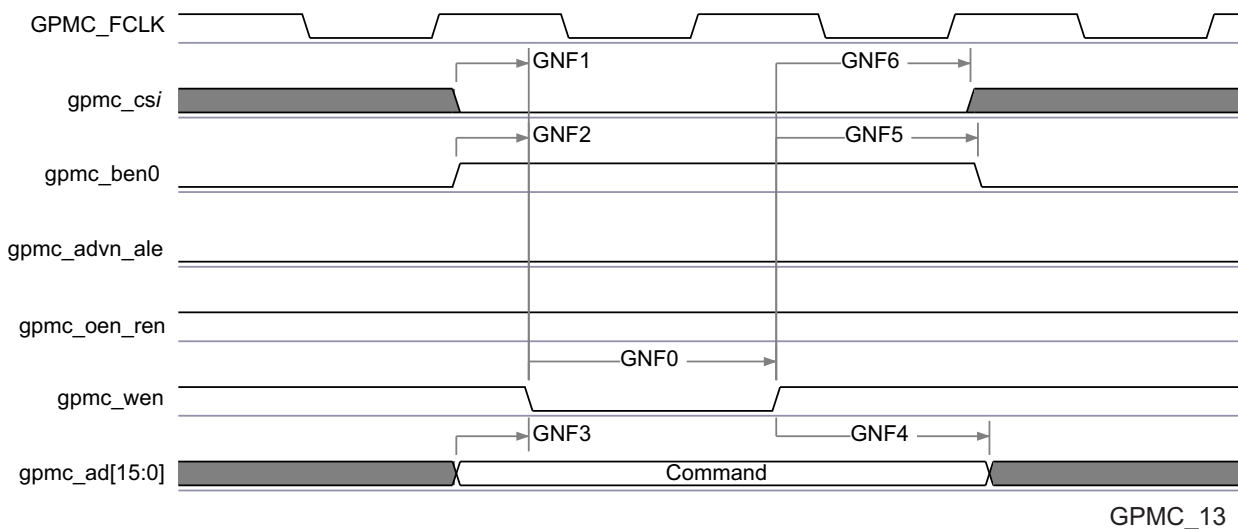 GPMC_FCLK
GNF1
GNF6
gpmc_csi
GNF2
GNF5
gpmc_ben0
gpmc_advn_ale
gpmc_oen_ren
GNF0
gpmc_wen
GNF3
GNF4
gpmc_ad[15:0]
Command
GPMC_13